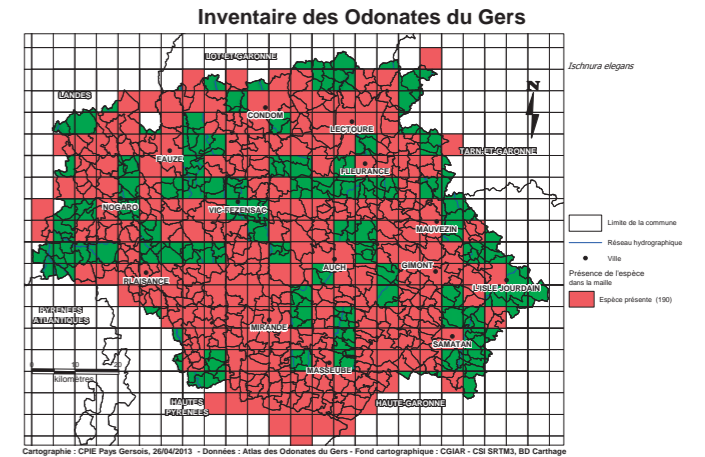 Inventaire des Odonates du Gers
LOT-ET-GARONNE
Ischnura elegans
LANDES
N
CONDOM
LECTOURE
TARN-ET-GARONNE
EAUZE
FLEURANCE
NOGARO
VIC-FEZENSAC
MAUVEZIN
Limite de la commune
Réseau hydrographique
Ville
AUCH
GIMONT
Présence de l'espèce
dans la maille
PLAISANCE
L'ISLE-JOURDAIN
Espèce présente (190)
PYRENEES
ATLANTIQUES
MIRANDE
SAMATAN
0 10 20
kilomètres
MASSEUBE
HAUTES
PYRENEES
HAUTE-GARONNE
Cartographie : CPIE Pays Gersois, 26/04/2013 - Données : Atlas des Odonates du Gers - Fond cartographique : CGIAR - CSI SRTM3, BD Carthage